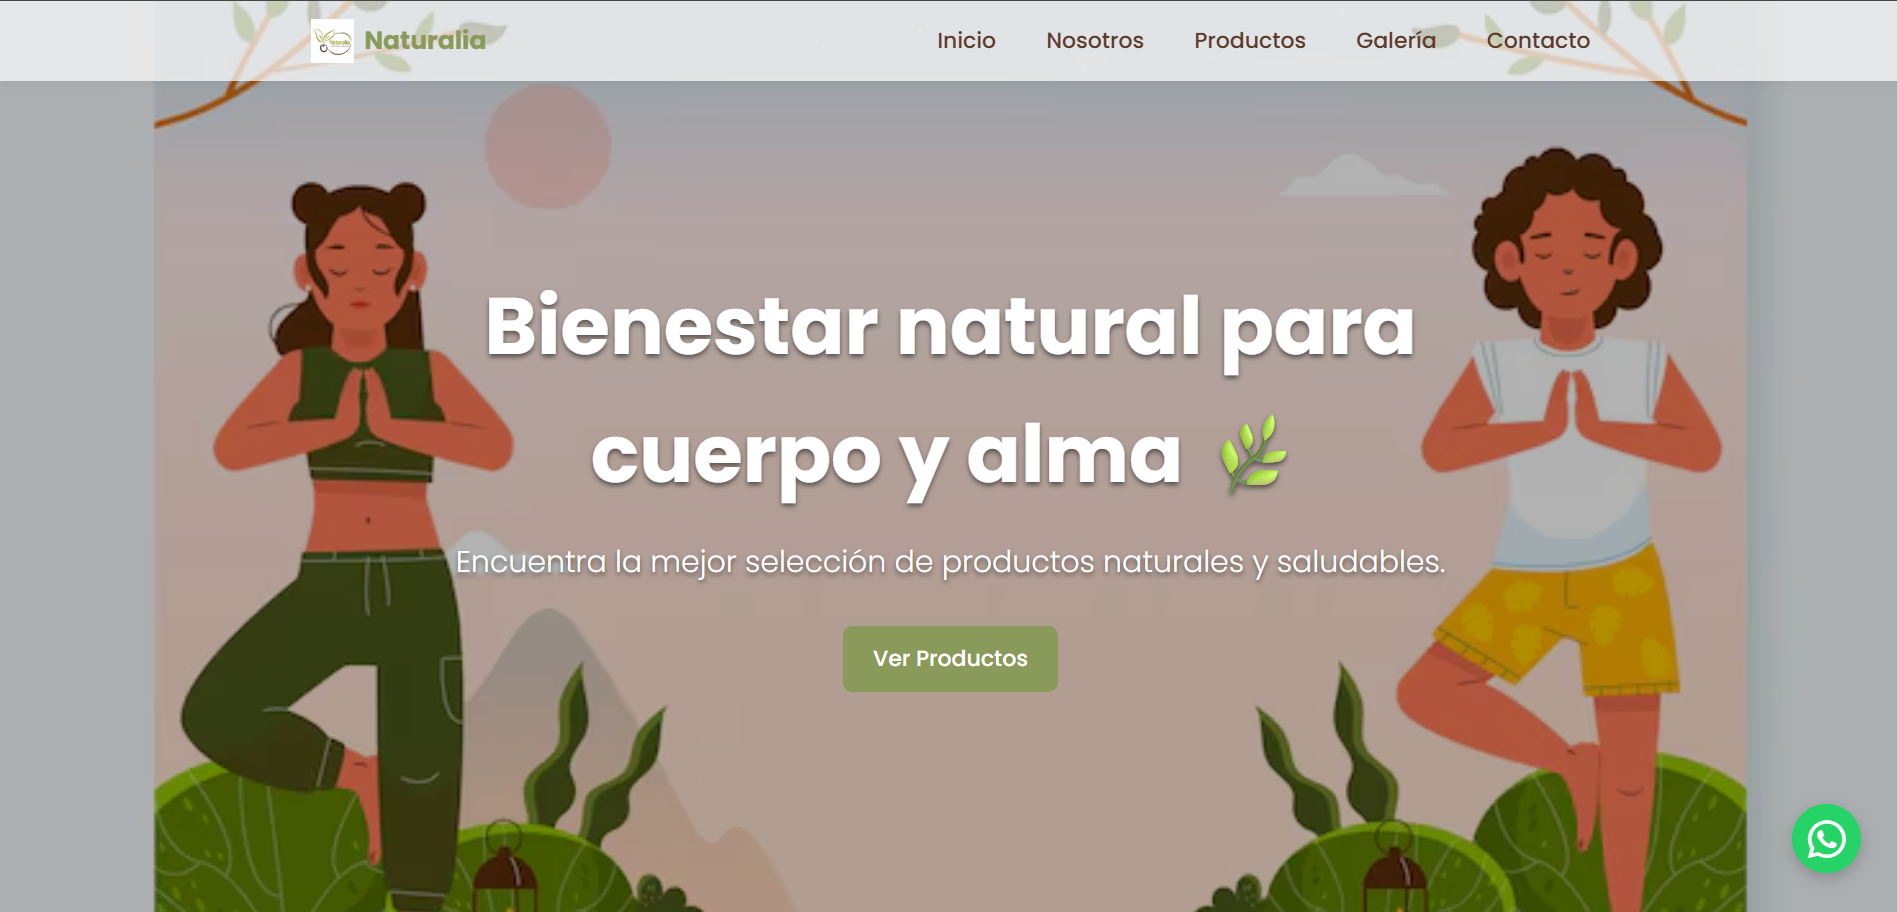 Naturalia
Inicio Nosotros Productos Galería Contacto
Bienestar natural para
cuerpo y alma 🌿
Encuentra la mejor selección de productos naturales y saludables.
Ver Productos